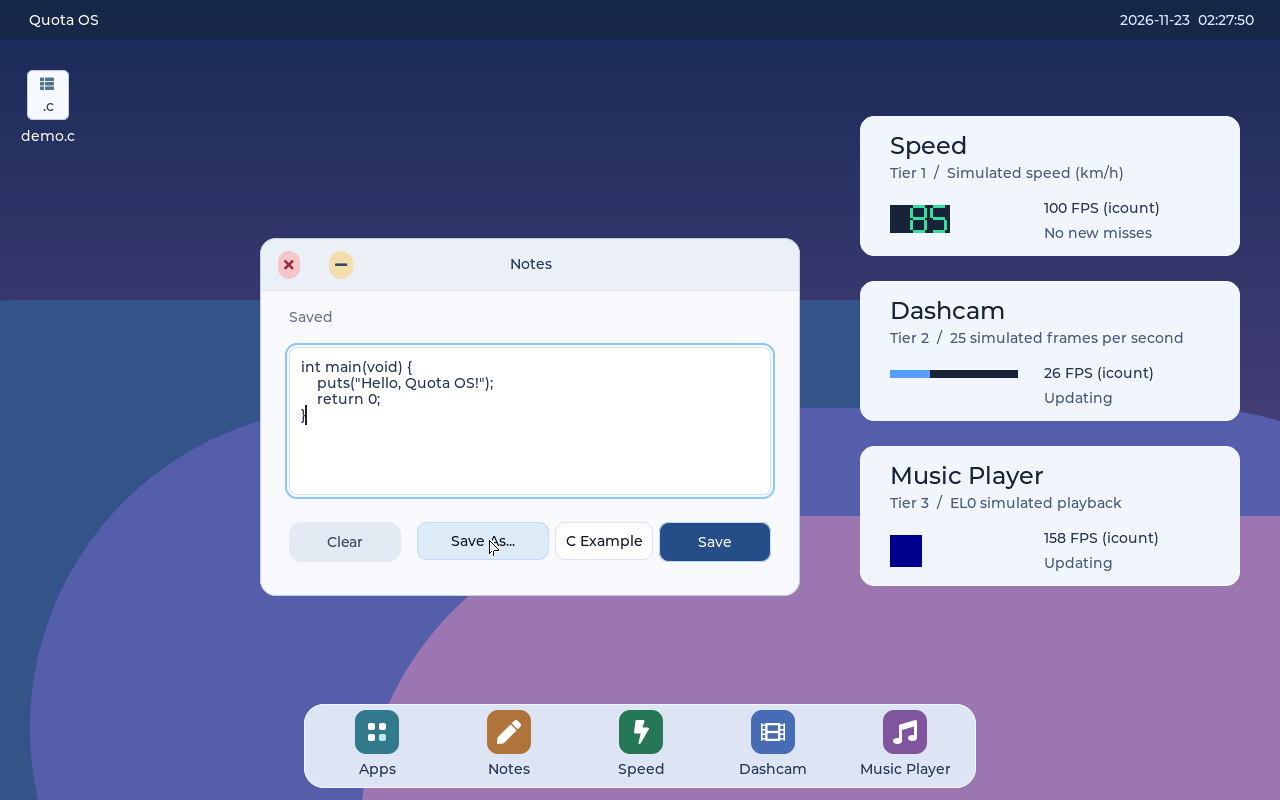 Quota OS
2026-11-23 02:27:50
.c
demo.c
Speed
Tier 1 / Simulated speed (km/h)
85
100 FPS (icount)
No new misses
Notes
Saved
int main(void) {
    puts("Hello, Quota OS!");
    return 0;
}
Clear
Save As...
C Example
Save
Dashcam
Tier 2 / 25 simulated frames per second
26 FPS (icount)
Updating
Music Player
Tier 3 / EL0 simulated playback
158 FPS (icount)
Updating
Apps
Notes
Speed
Dashcam
Music Player